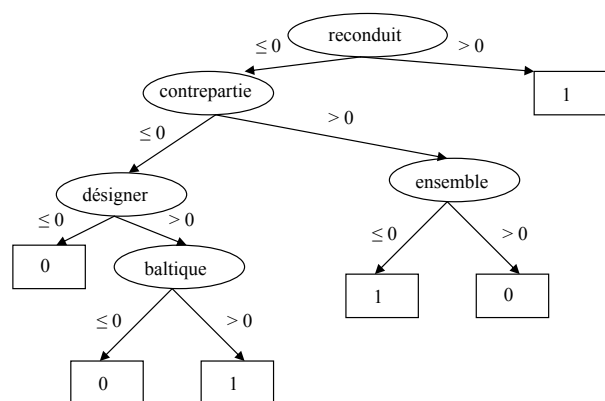 reconduit
≤ 0 > 0
contrepartie 1
≤ 0 > 0
désigner ensemble
≤ 0 > 0 ≤ 0 > 0
0 baltique 1 0
≤ 0 > 0
0 1